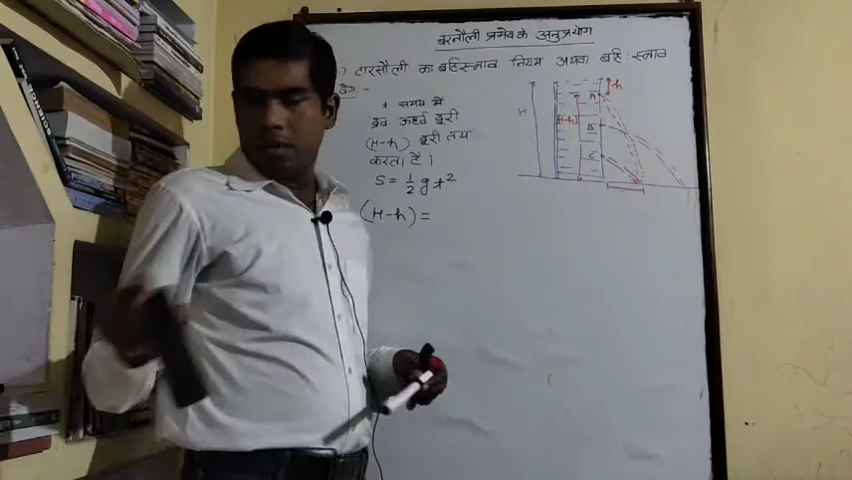 बरनौली प्रमेय के अनुप्रयोग
) टारसौली का बहिःस्त्राव नियम अथवा बहि: स्त्राव
वेग :-
t समय में
द्रव ऊर्ध्व दूरी
(H-h) दूरी तय
करता है।
S = 1/2 g t²
(H-h) =
H
(H-h)
h
A
B
C